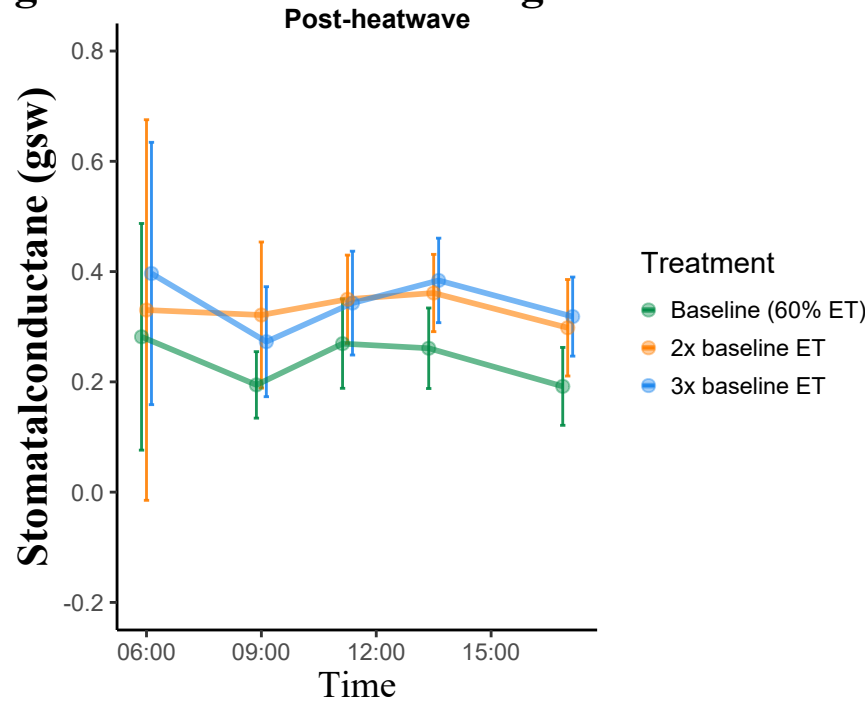 Post-heatwave
Stomatalconductane (gsw)
0.8
0.6
0.4
0.2
0.0
-0.2
06:00 09:00 12:00 15:00
Time
Treatment
Baseline (60% ET)
2x baseline ET
3x baseline ET